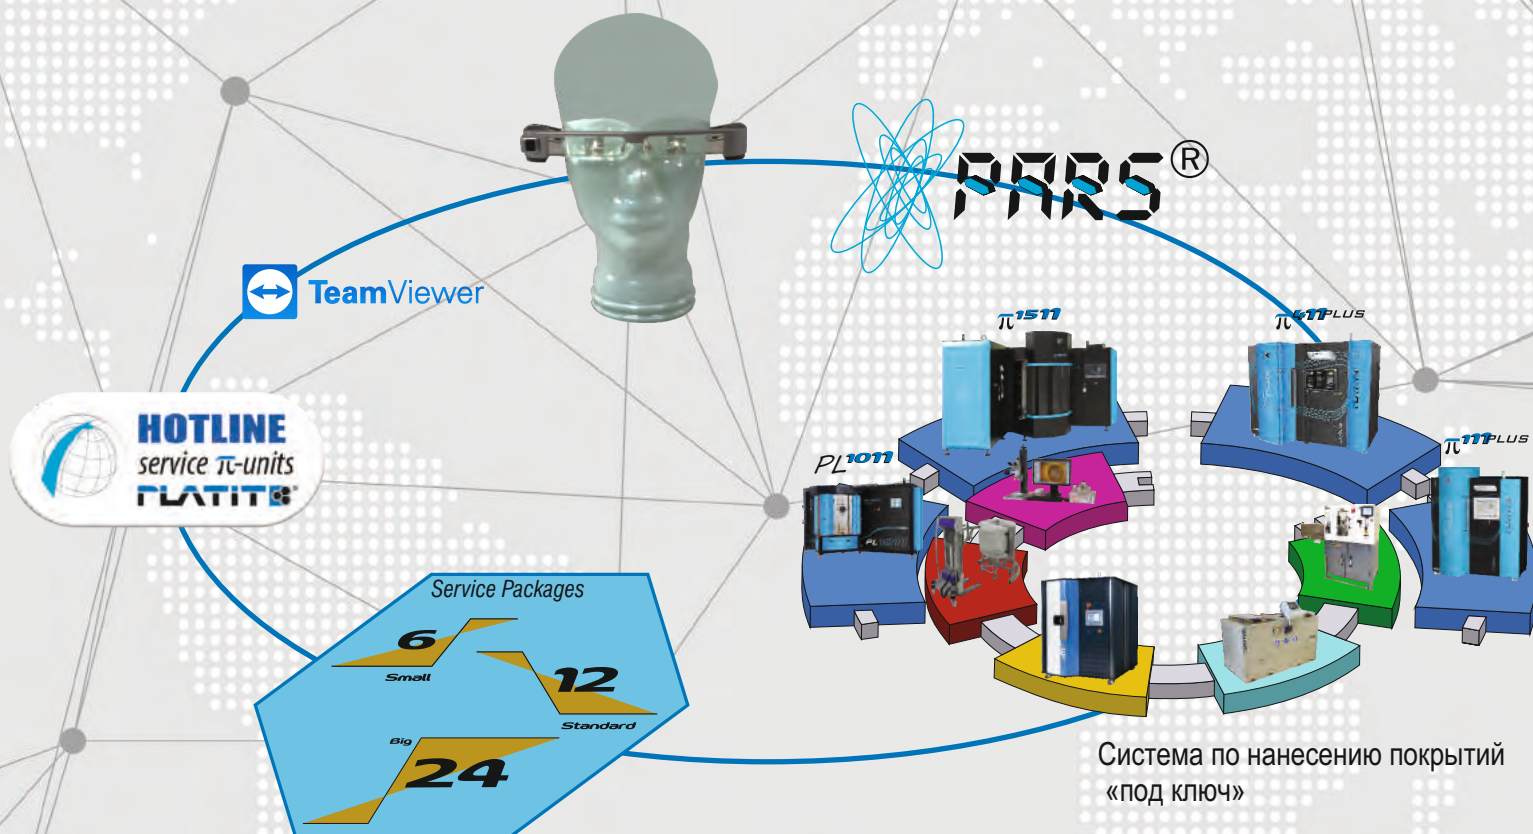 PARS®
TeamViewer
π1511
π411PLUS
HOTLINE
service π-units
PLATIT®
PL1011
π111PLUS
Service Packages
6
Small
12
Standard
Big
24
Система по нанесению покрытий
«под ключ»